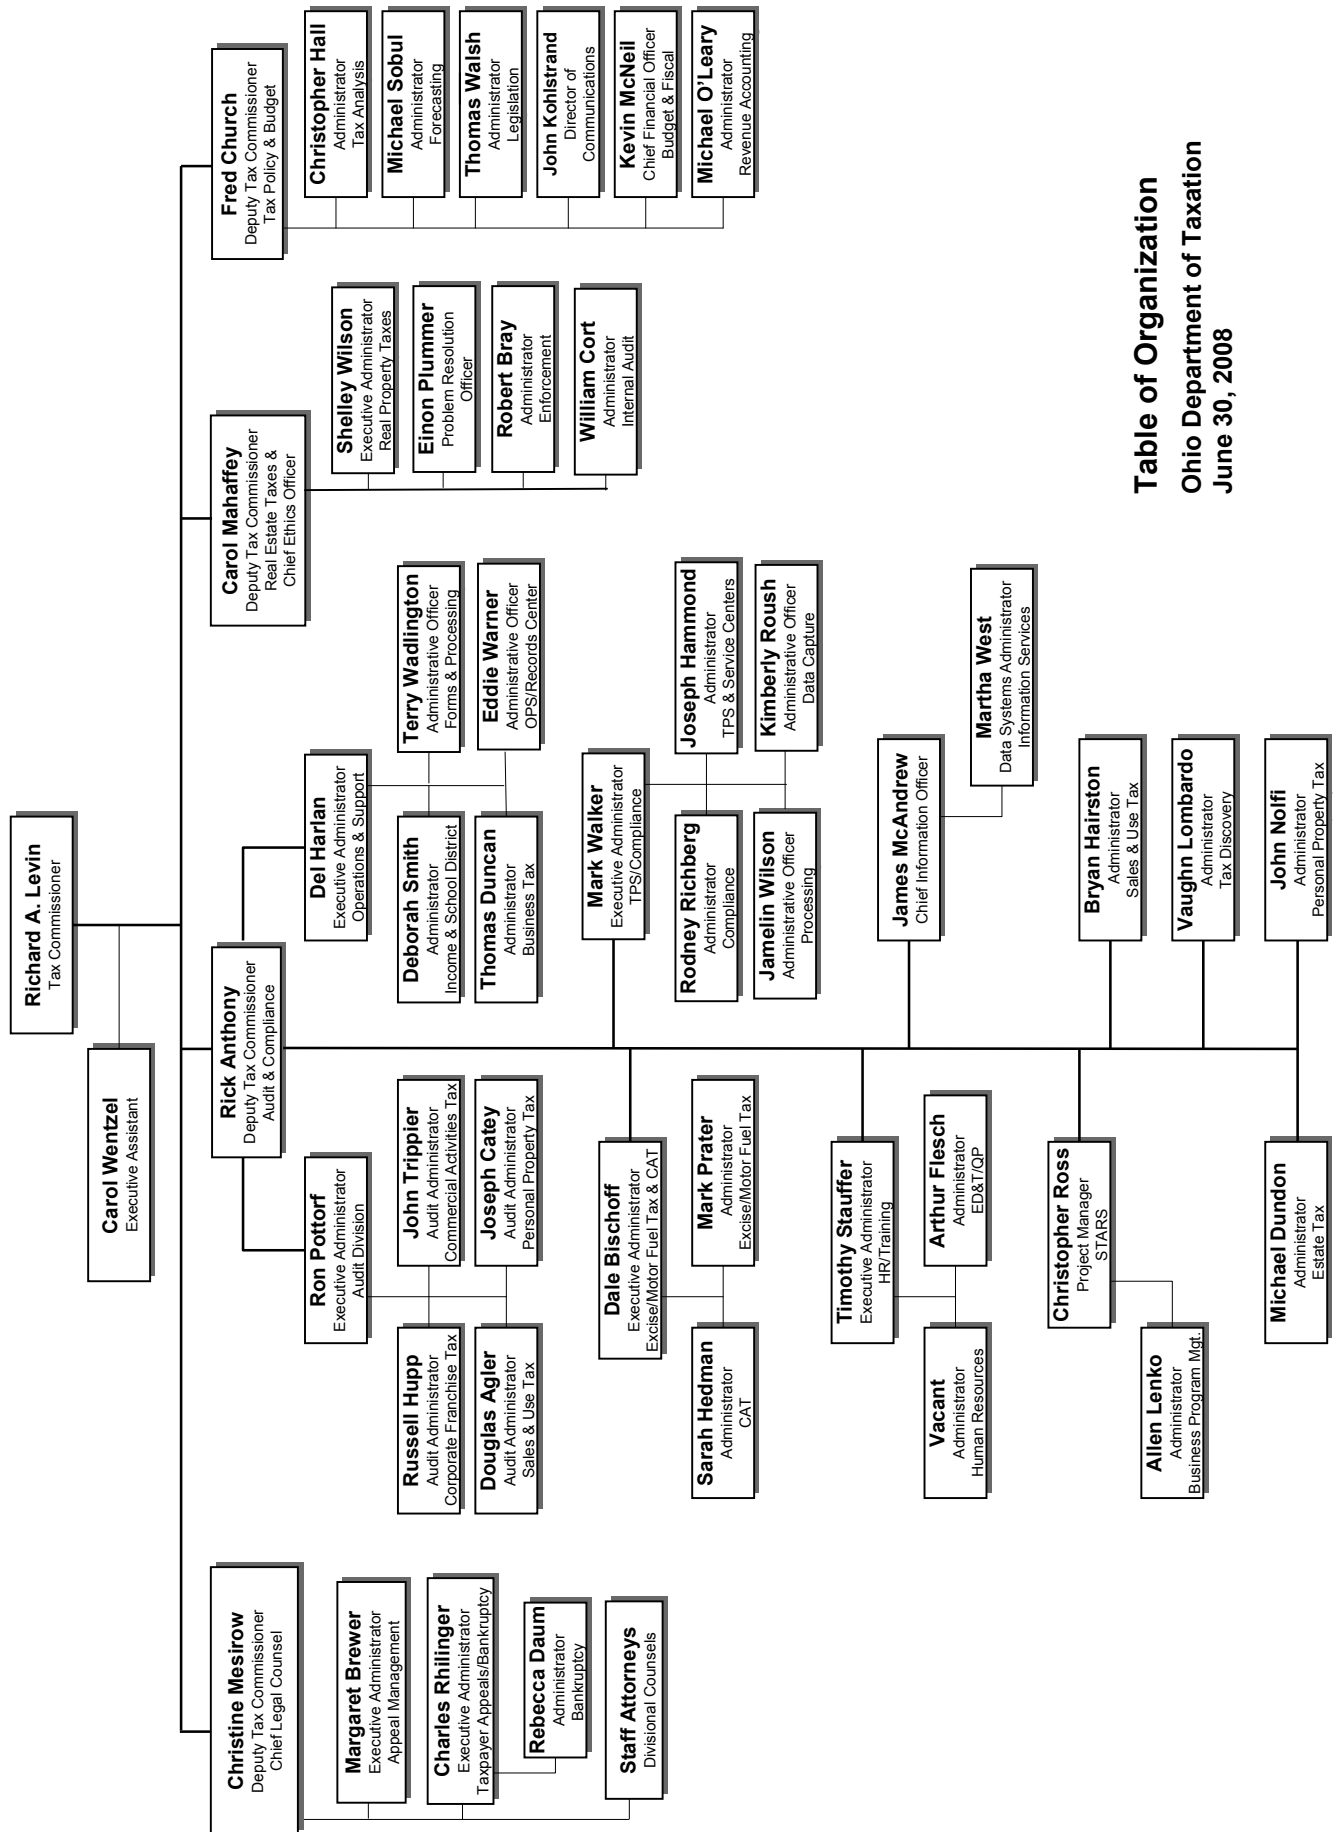 Richard A. Levin
Tax Commissioner
Carol Wentzel
Executive Assistant
Christine Mesirow
Deputy Tax Commissioner
Chief Legal Counsel
Margaret Brewer
Executive Administrator
Appeal Management
Charles Rhilinger
Executive Administrator
Taxpayer Appeals/Bankruptcy
Rebecca Daum
Administrator
Bankruptcy
Staff Attorneys
Divisional Counsels
Rick Anthony
Deputy Tax Commissioner
Audit & Compliance
Ron Pottorf
Executive Administrator
Audit Division
Russell Hupp
Audit Administrator
Corporate Franchise Tax
John Trippier
Audit Administrator
Commercial Activities Tax
Douglas Agler
Audit Administrator
Sales & Use Tax
Joseph Catey
Audit Administrator
Personal Property Tax
Del Harlan
Executive Administrator
Operations & Support
Deborah Smith
Administrator
Income & School District
Terry Wadlington
Administrative Officer
Forms & Processing
Thomas Duncan
Administrator
Business Tax
Eddie Warner
Administrative Officer
OPS/Records Center
Dale Bischoff
Executive Administrator
Excise/Motor Fuel Tax & CAT
Sarah Hedman
Administrator
CAT
Mark Prater
Administrator
Excise/Motor Fuel Tax
Mark Walker
Executive Administrator
TPS/Compliance
Rodney Richberg
Administrator
Compliance
Joseph Hammond
Administrator
TPS & Service Centers
Jamelin Wilson
Administrative Officer
Processing
Kimberly Roush
Administrative Officer
Data Capture
Timothy Stauffer
Executive Administrator
HR/Training
Vacant
Administrator
Human Resources
Arthur Flesch
Administrator
ED&T/QP
James McAndrew
Chief Information Officer
Martha West
Data Systems Administrator
Information Services
Christopher Ross
Project Manager
STARS
Allen Lenko
Administrator
Business Program Mgt.
Bryan Hairston
Administrator
Sales & Use Tax
Vaughn Lombardo
Administrator
Tax Discovery
Michael Dundon
Administrator
Estate Tax
John Nolfi
Administrator
Personal Property Tax
Carol Mahaffey
Deputy Tax Commissioner
Real Estate Taxes &
Chief Ethics Officer
Shelley Wilson
Executive Administrator
Real Property Taxes
Einon Plummer
Problem Resolution
Officer
Robert Bray
Administrator
Enforcement
William Cort
Administrator
Internal Audit
Fred Church
Deputy Tax Commissioner
Tax Policy & Budget
Christopher Hall
Administrator
Tax Analysis
Michael Sobul
Administrator
Forecasting
Thomas Walsh
Administrator
Legislation
John Kohlstrand
Director of
Communications
Kevin McNeil
Chief Financial Officer
Budget & Fiscal
Michael O'Leary
Administrator
Revenue Accounting
Table of Organization
Ohio Department of Taxation
June 30, 2008